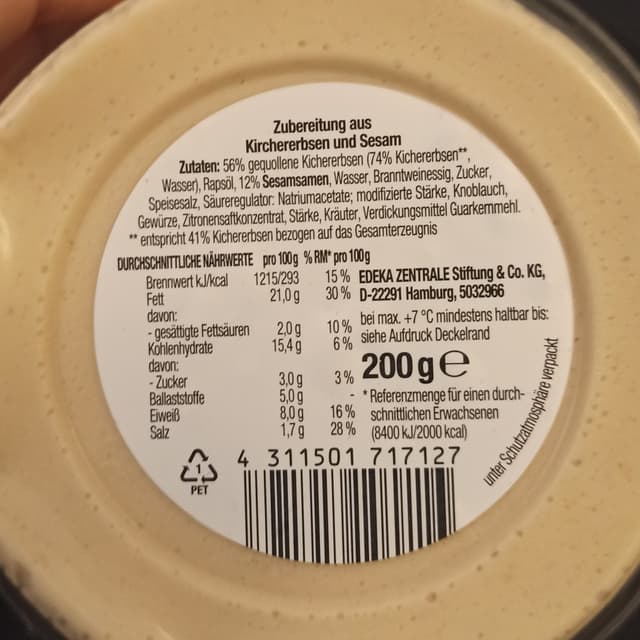 Zubereitung aus
Kirchererbsen und Sesam
Zutaten: 56% gequollene Kichererbsen (74% Kichererbsen**,
Wasser), Rapsöl, 12% Sesamsamen, Wasser, Branntweinessig, Zucker,
Speisesalz, Säureregulator: Natriumacetate; modifizierte Stärke, Knoblauch,
Gewürze, Zitronensaftkonzentrat, Stärke, Kräuter, Verdickungsmittel Guarkernmehl.
** entspricht 41% Kichererbsen bezogen auf das Gesamterzeugnis
DURCHSCHNITTLICHE NÄHRWERTE pro 100g % RM* pro 100g
Brennwert kJ/kcal 1215/293 15 %
Fett 21,0 g 30 %
davon:
- gesättigte Fettsäuren 2,0 g 10 %
Kohlenhydrate 15,4 g 6 %
davon:
- Zucker 3,0 g 3 %
Ballaststoffe 5,0 g -
Eiweiß 8,0 g 16 %
Salz 1,7 g 28 %
EDEKA ZENTRALE Stiftung & Co. KG,
D-22291 Hamburg, 5032966
bei max. +7 °C mindestens haltbar bis:
siehe Aufdruck Deckelrand
200 g e
* Referenzmenge für einen durch-
schnittlichen Erwachsenen
(8400 kJ/2000 kcal)
unter Schutzatmosphäre verpackt
1
PET
4 311501 717127